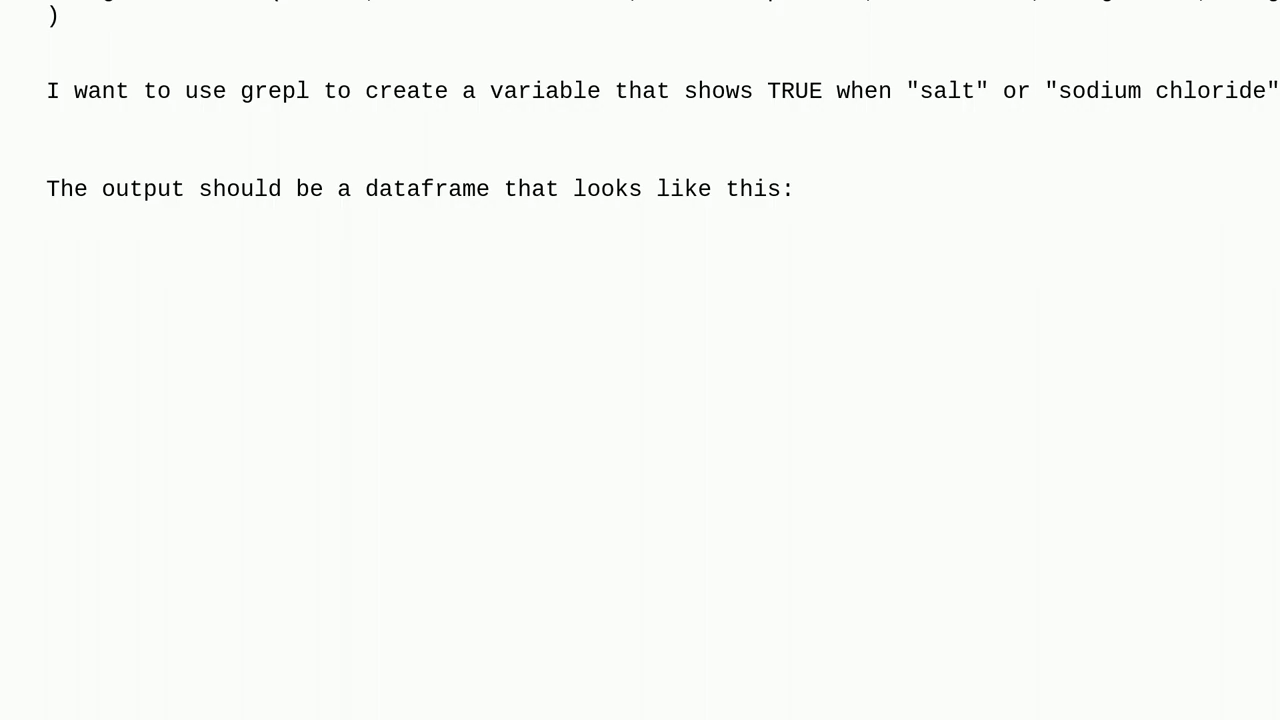 )
I want to use grepl to create a variable that shows TRUE when "salt" or "sodium chloride"
The output should be a dataframe that looks like this: